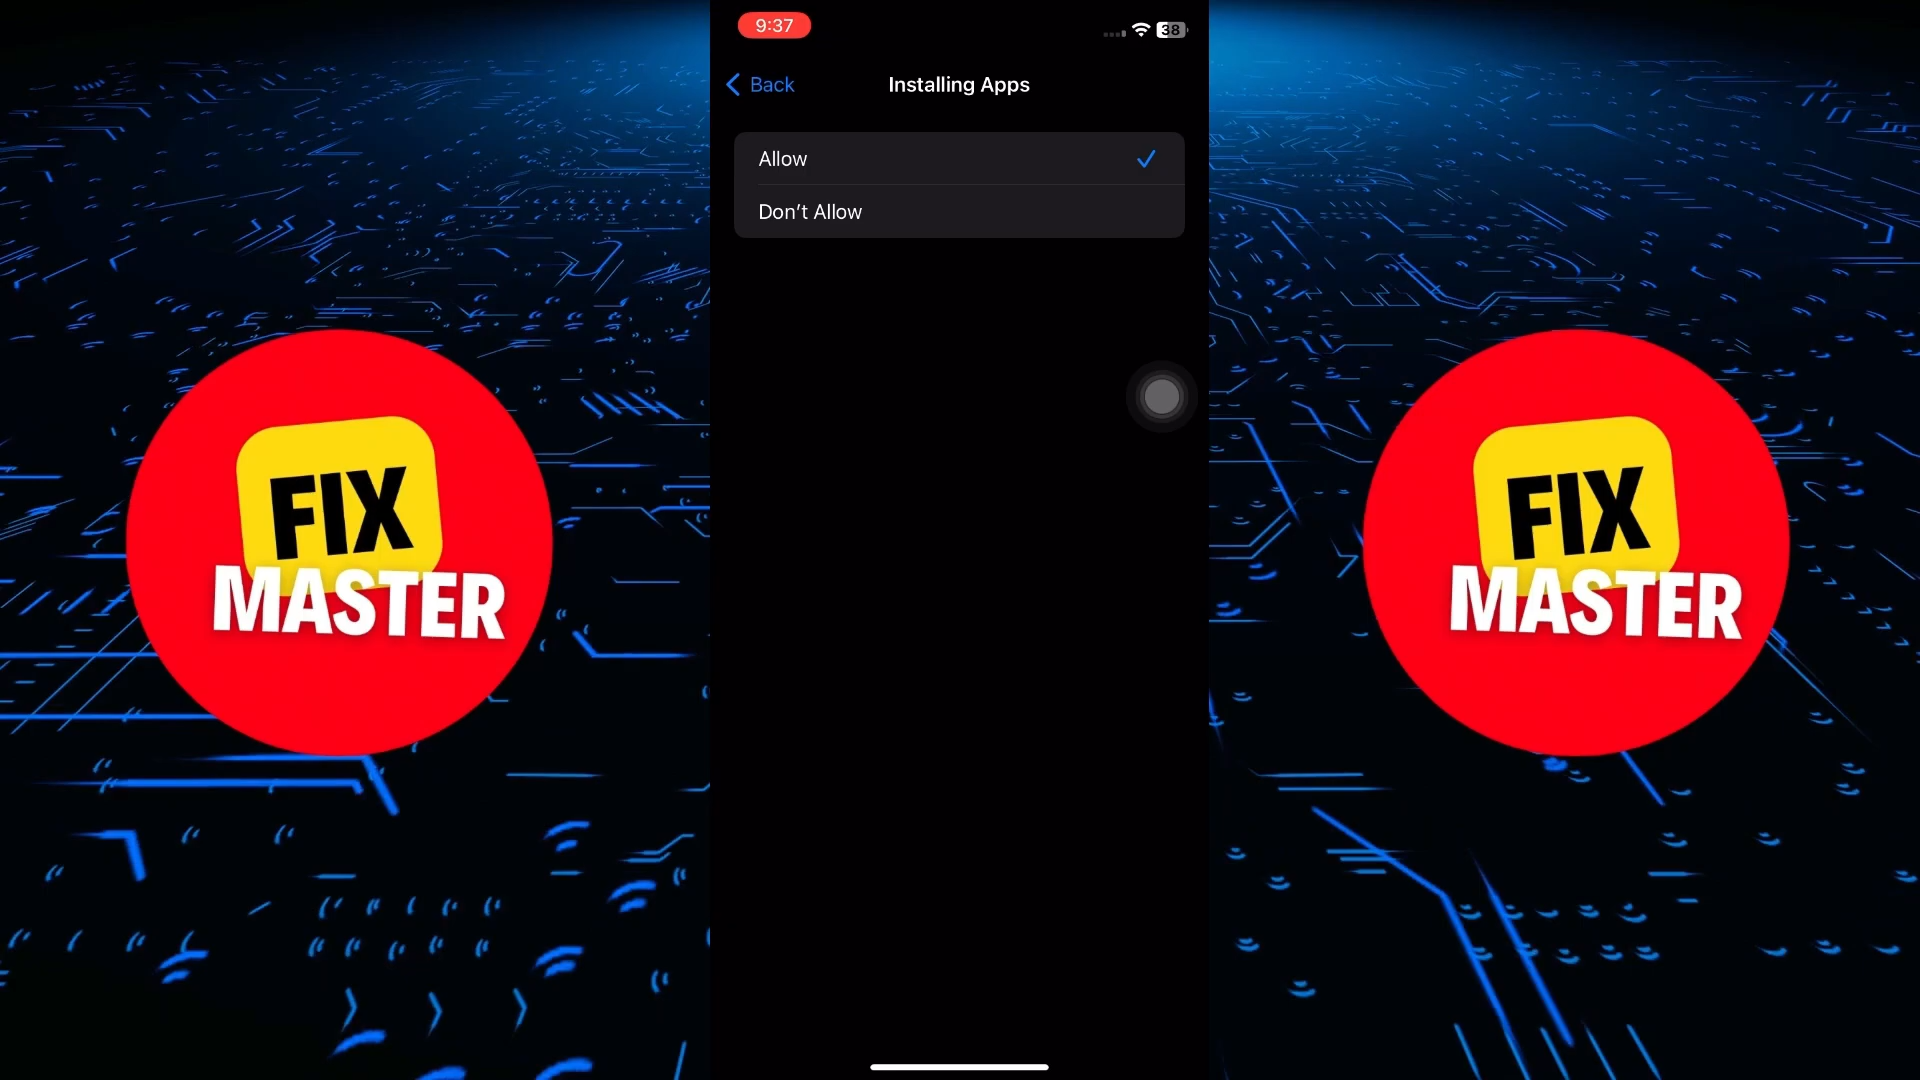 9:37
38
Back
Installing Apps
Allow
Don’t Allow
FIX
MASTER
FIX
MASTER